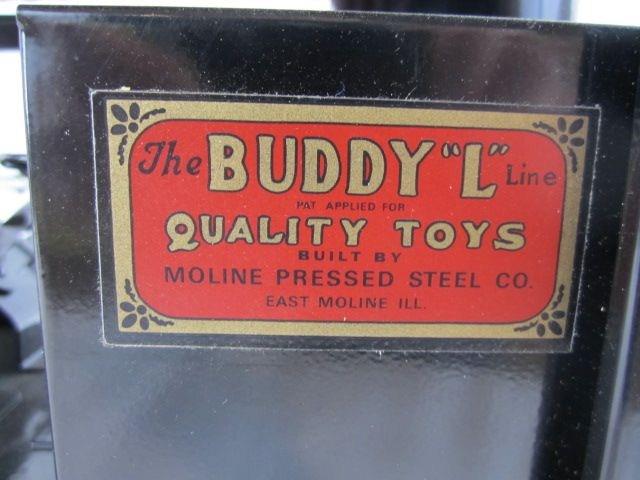 The BUDDY "L" Line
PAT APPLIED FOR
QUALITY TOYS
BUILT BY
MOLINE PRESSED STEEL CO.
EAST MOLINE ILL.